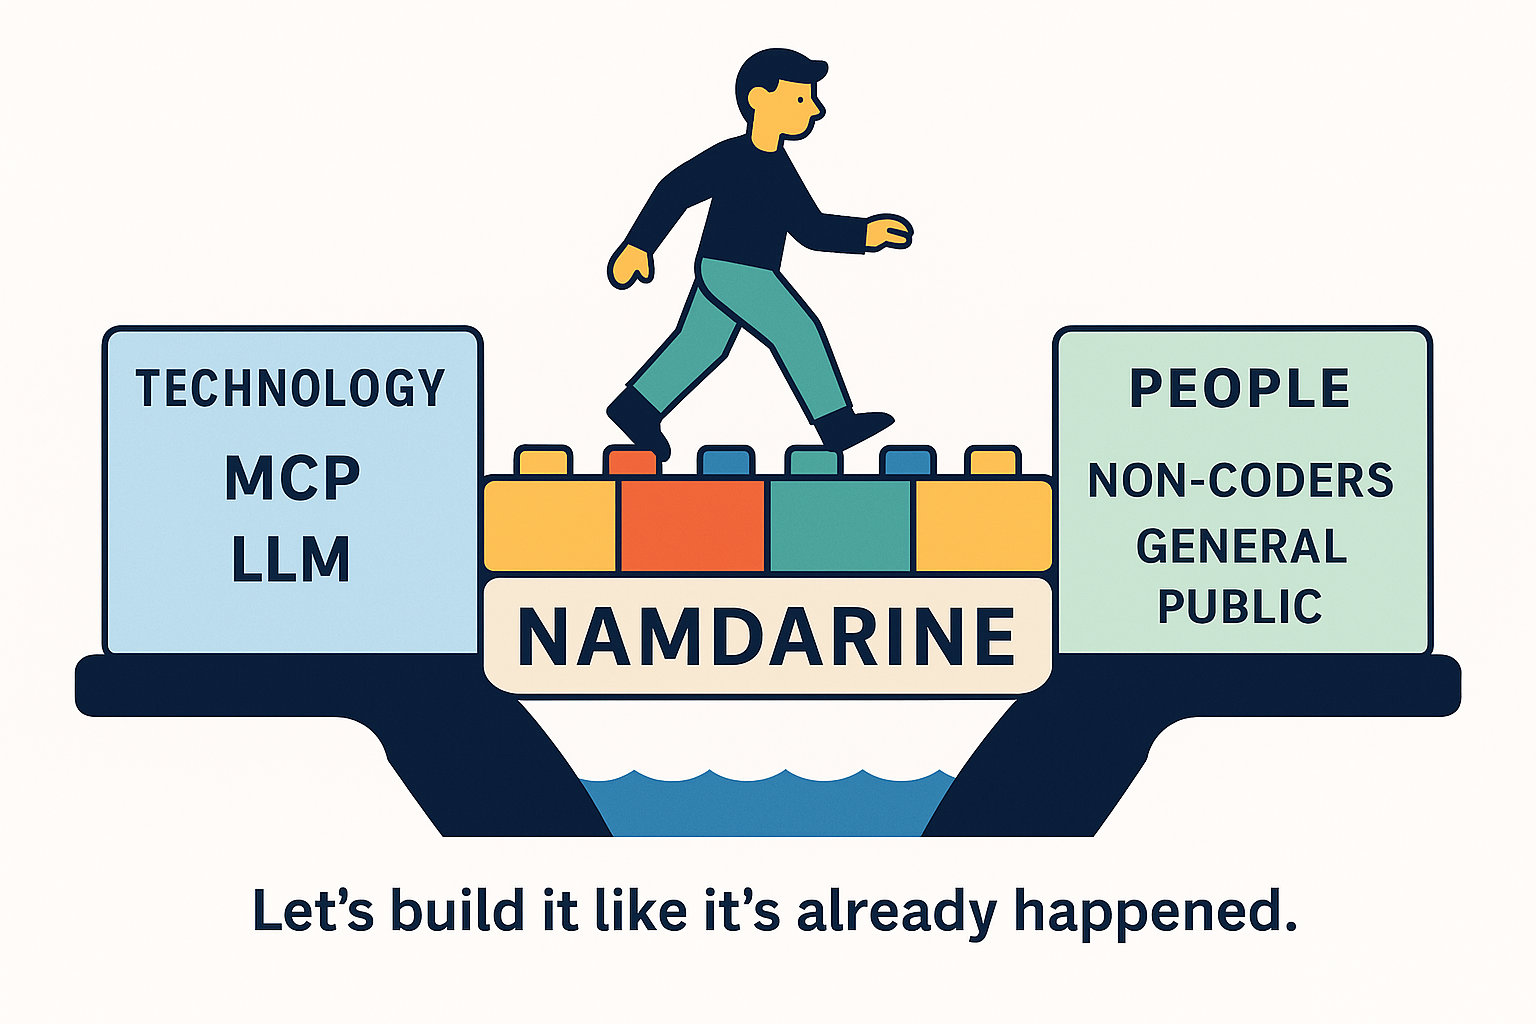 TECHNOLOGY
MCP
LLM
NAMDARINE
PEOPLE
NON-CODERS
GENERAL
PUBLIC
Let's build it like it's already happened.